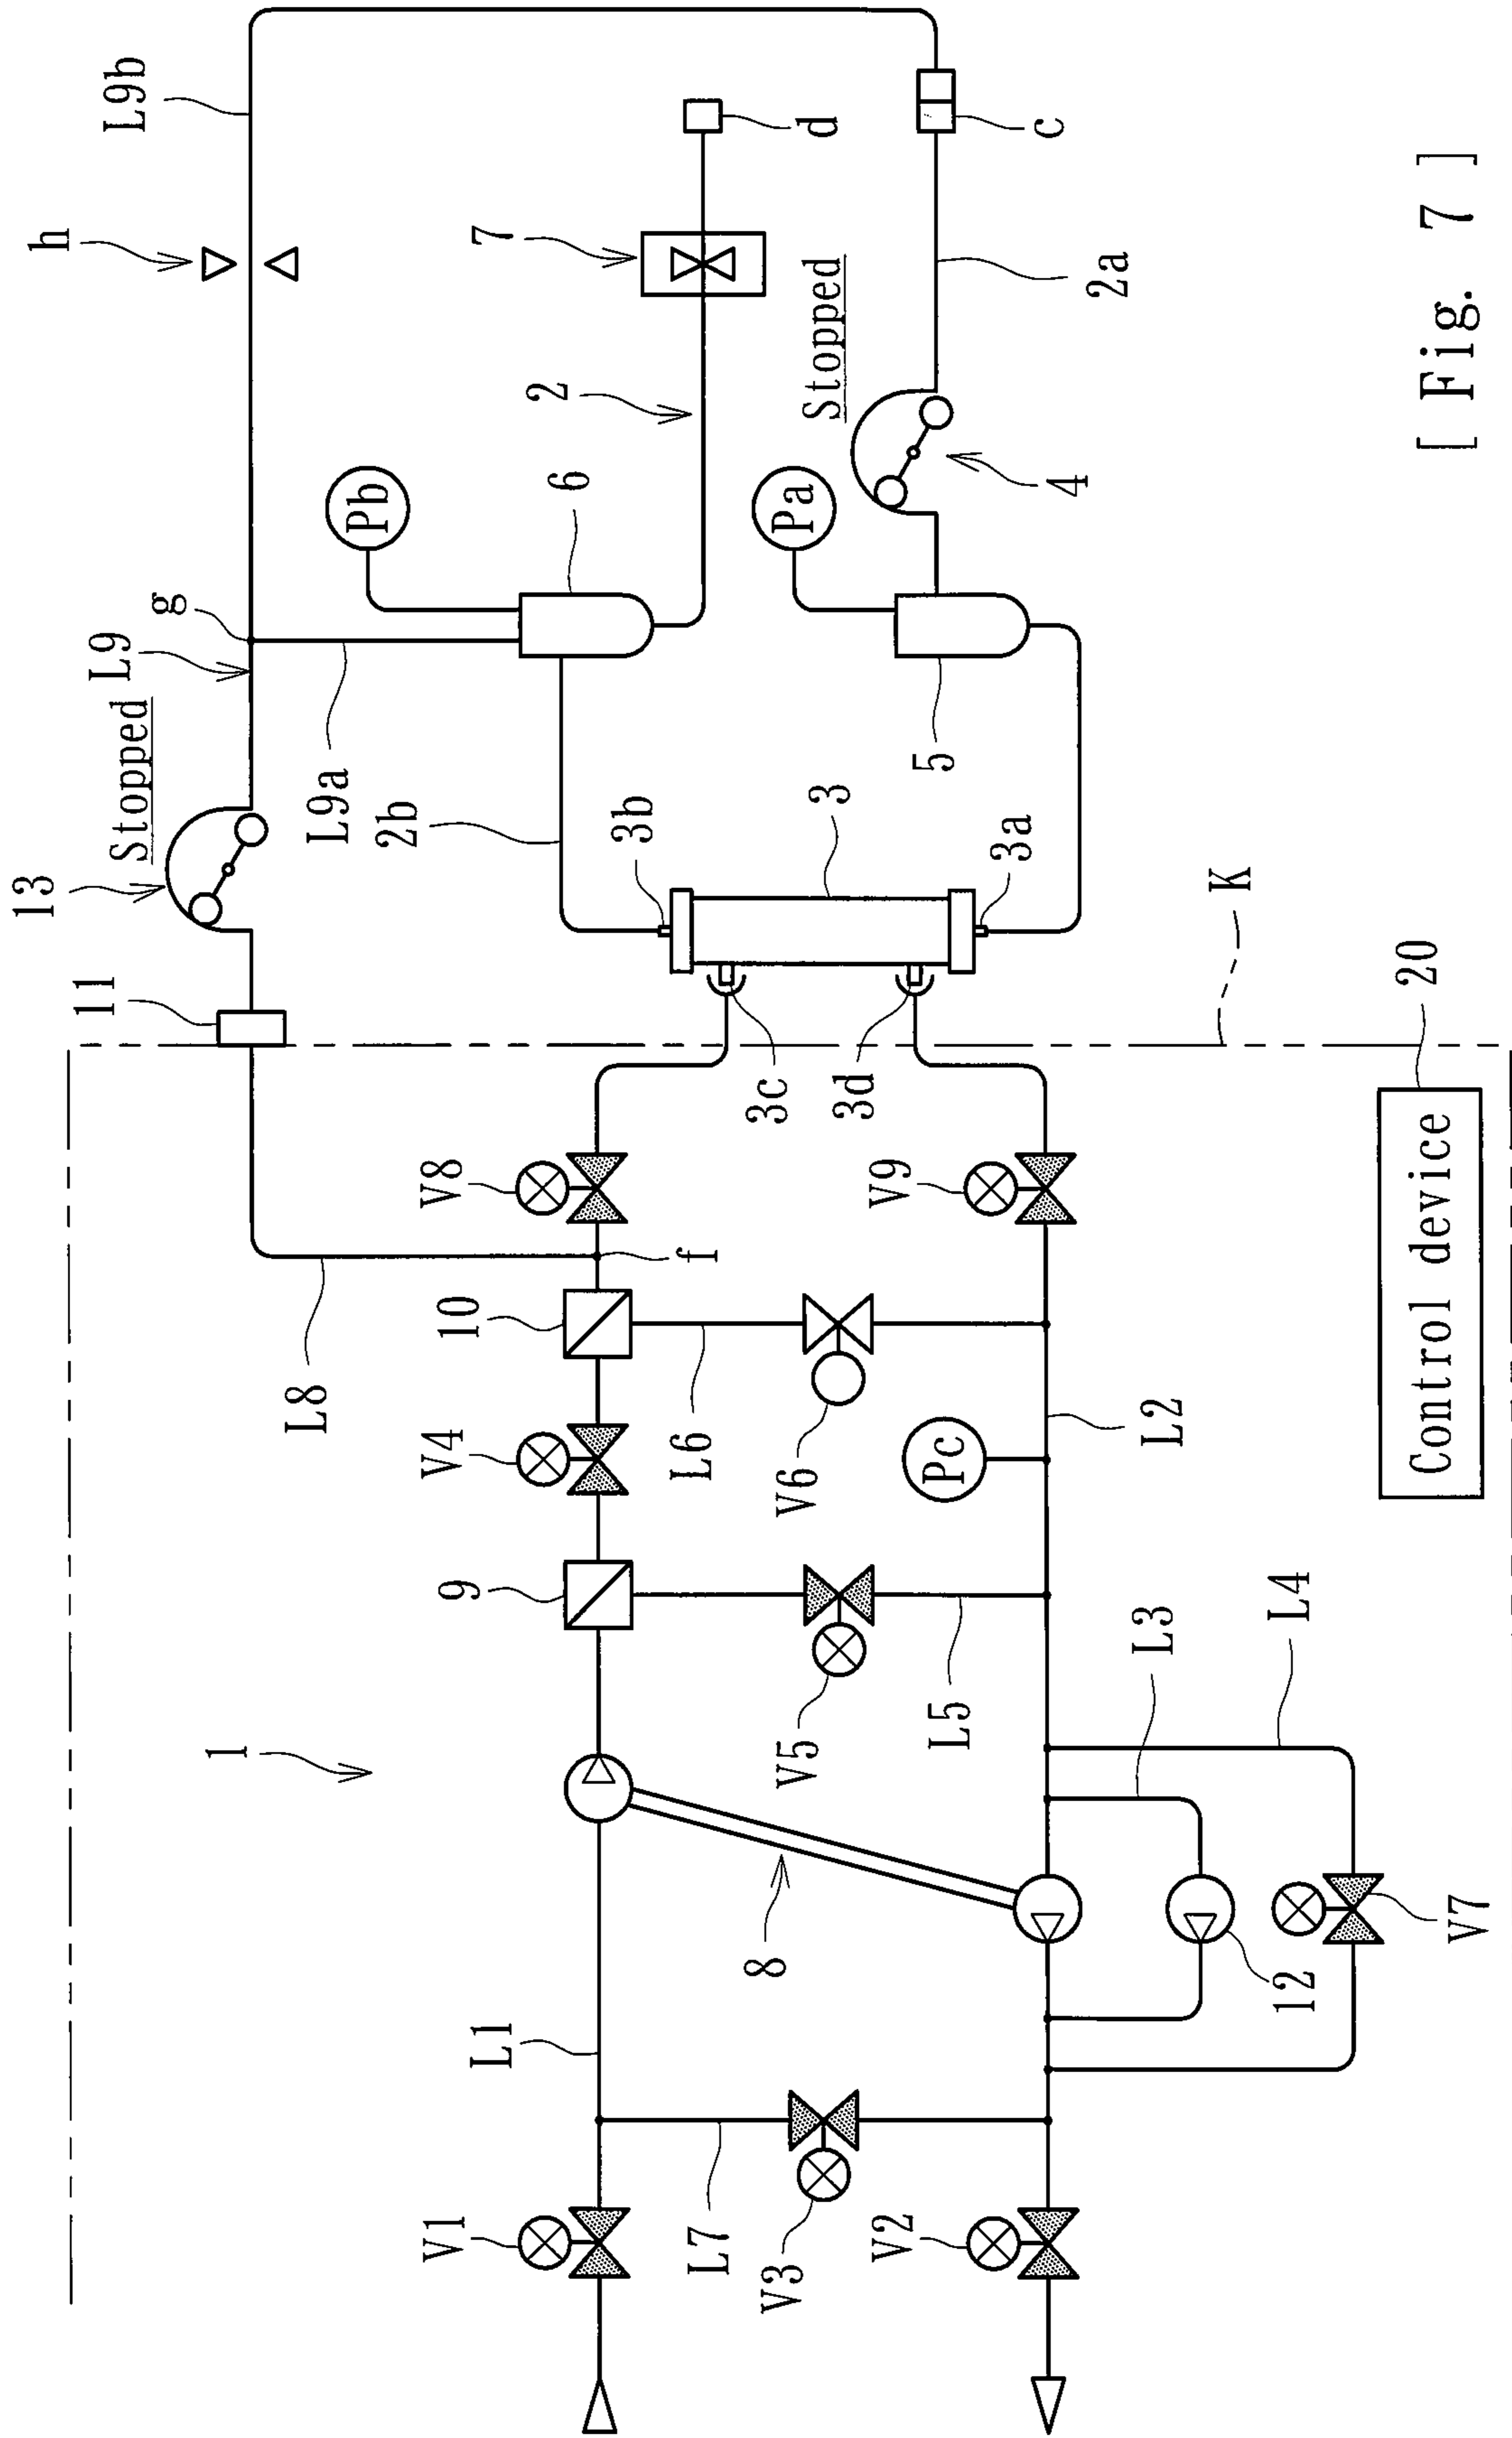 h
L9b
7
d
c
2
Stopped
2a
Pb
6
Pa
4
g
L9
Stopped
L9a
2b
5
13
3b
3
3a
11
K
3c
3d
20
Control device
V8
V9
f
10
L8
V4
L6
V6
Pc
L2
9
V5
L5
L3
L4
1
8
12
V7
L1
V1
L7
V3
V2
[ Fig. 7 ]